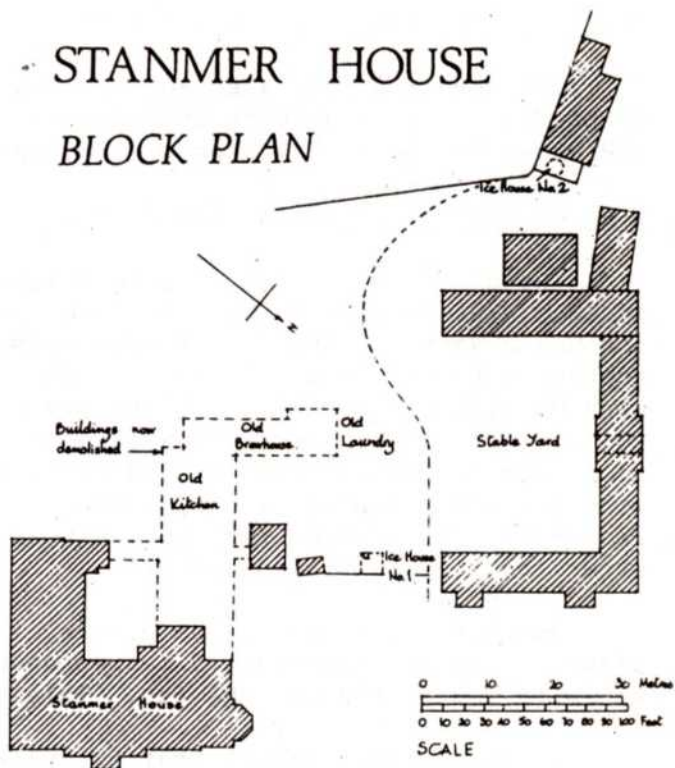 STANMER HOUSE
BLOCK PLAN
Ice House No 2
N
Buildings now
demolished
Old
Brewhouse
Old
Laundry
Stable Yard
Old
Kitchen
Ice House
No 1
Stanmer House
0 10 20 30 Metres
0 10 20 30 40 50 60 70 80 90 100 Feet
SCALE